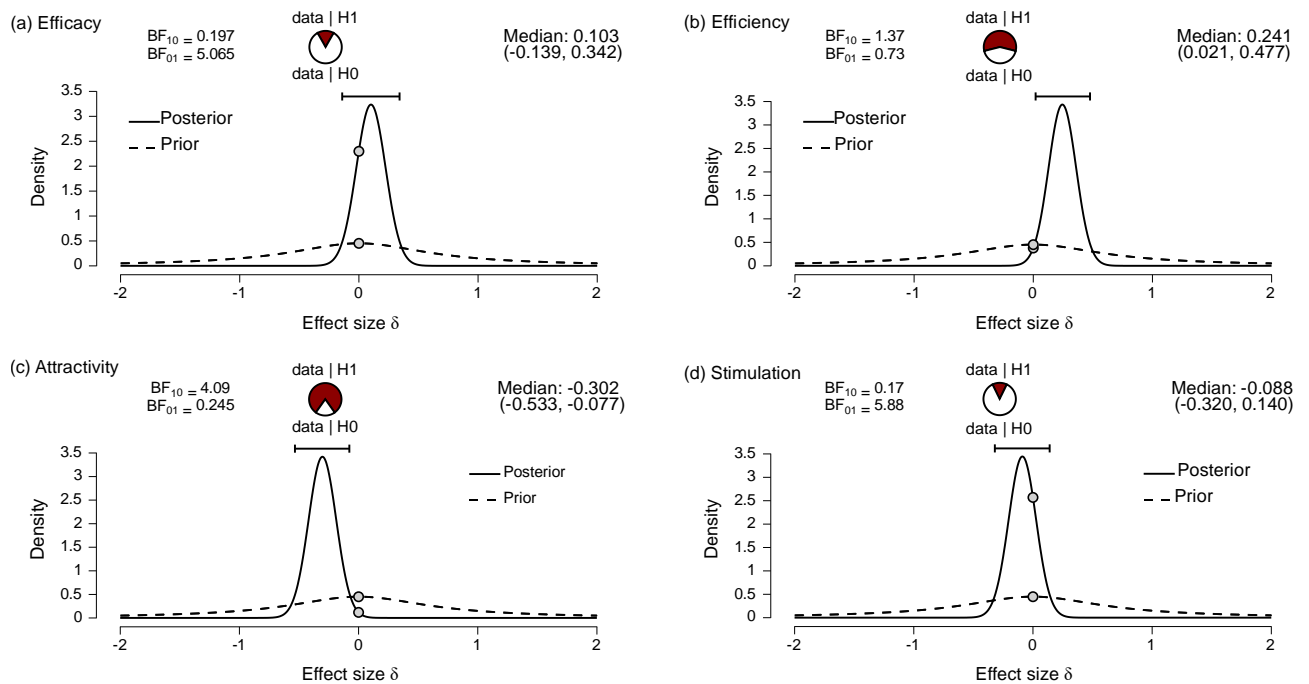 (a) Efficacy
BF10 = 0.197
BF01 = 5.065
data | H1
data | H0
Median: 0.103
(-0.139, 0.342)
Posterior
Prior
Density
3.5
3
2.5
2
1.5
1
0.5
0
-2 -1 0 1 2
Effect size δ
(b) Efficiency
BF10 = 1.37
BF01 = 0.73
data | H1
data | H0
Median: 0.241
(0.021, 0.477)
Posterior
Prior
Density
3.5
3
2.5
2
1.5
1
0.5
0
-2 -1 0 1 2
Effect size δ
(c) Attractivity
BF10 = 4.09
BF01 = 0.245
data | H1
data | H0
Median: -0.302
(-0.533, -0.077)
Posterior
Prior
Density
3.5
3
2.5
2
1.5
1
0.5
0
-2 -1 0 1 2
Effect size δ
(d) Stimulation
BF10 = 0.17
BF01 = 5.88
data | H1
data | H0
Median: -0.088
(-0.320, 0.140)
Posterior
Prior
Density
3.5
3
2.5
2
1.5
1
0.5
0
-2 -1 0 1 2
Effect size δ